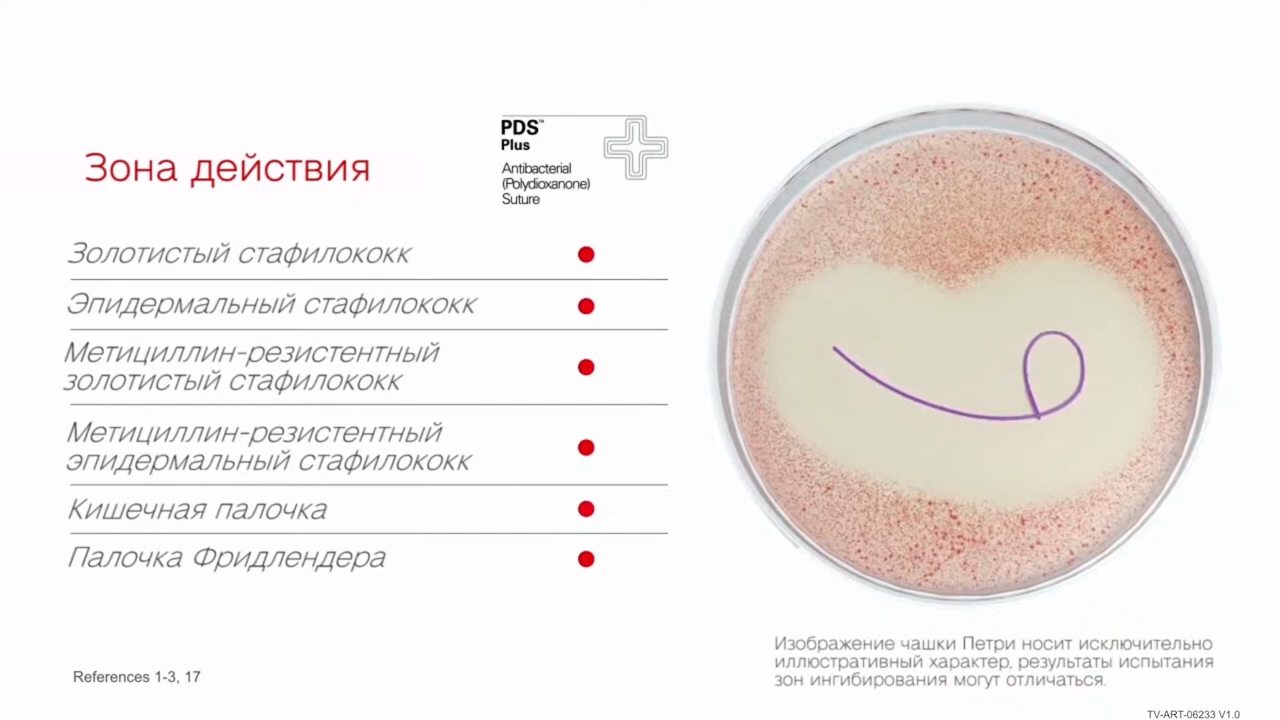 Зона действия
PDS™
Plus
Antibacterial
(Polydioxanone)
Suture
Золотистый стафилококк
Эпидермальный стафилококк
Метициллин-резистентный
золотистый стафилококк
Метициллин-резистентный
эпидермальный стафилококк
Кишечная палочка
Палочка Фридлендера
References 1-3, 17
Изображение чашки Петри носит исключительно
иллюстративный характер, результаты испытания
зон ингибирования могут отличаться.
TV-ART-06233 V1.0